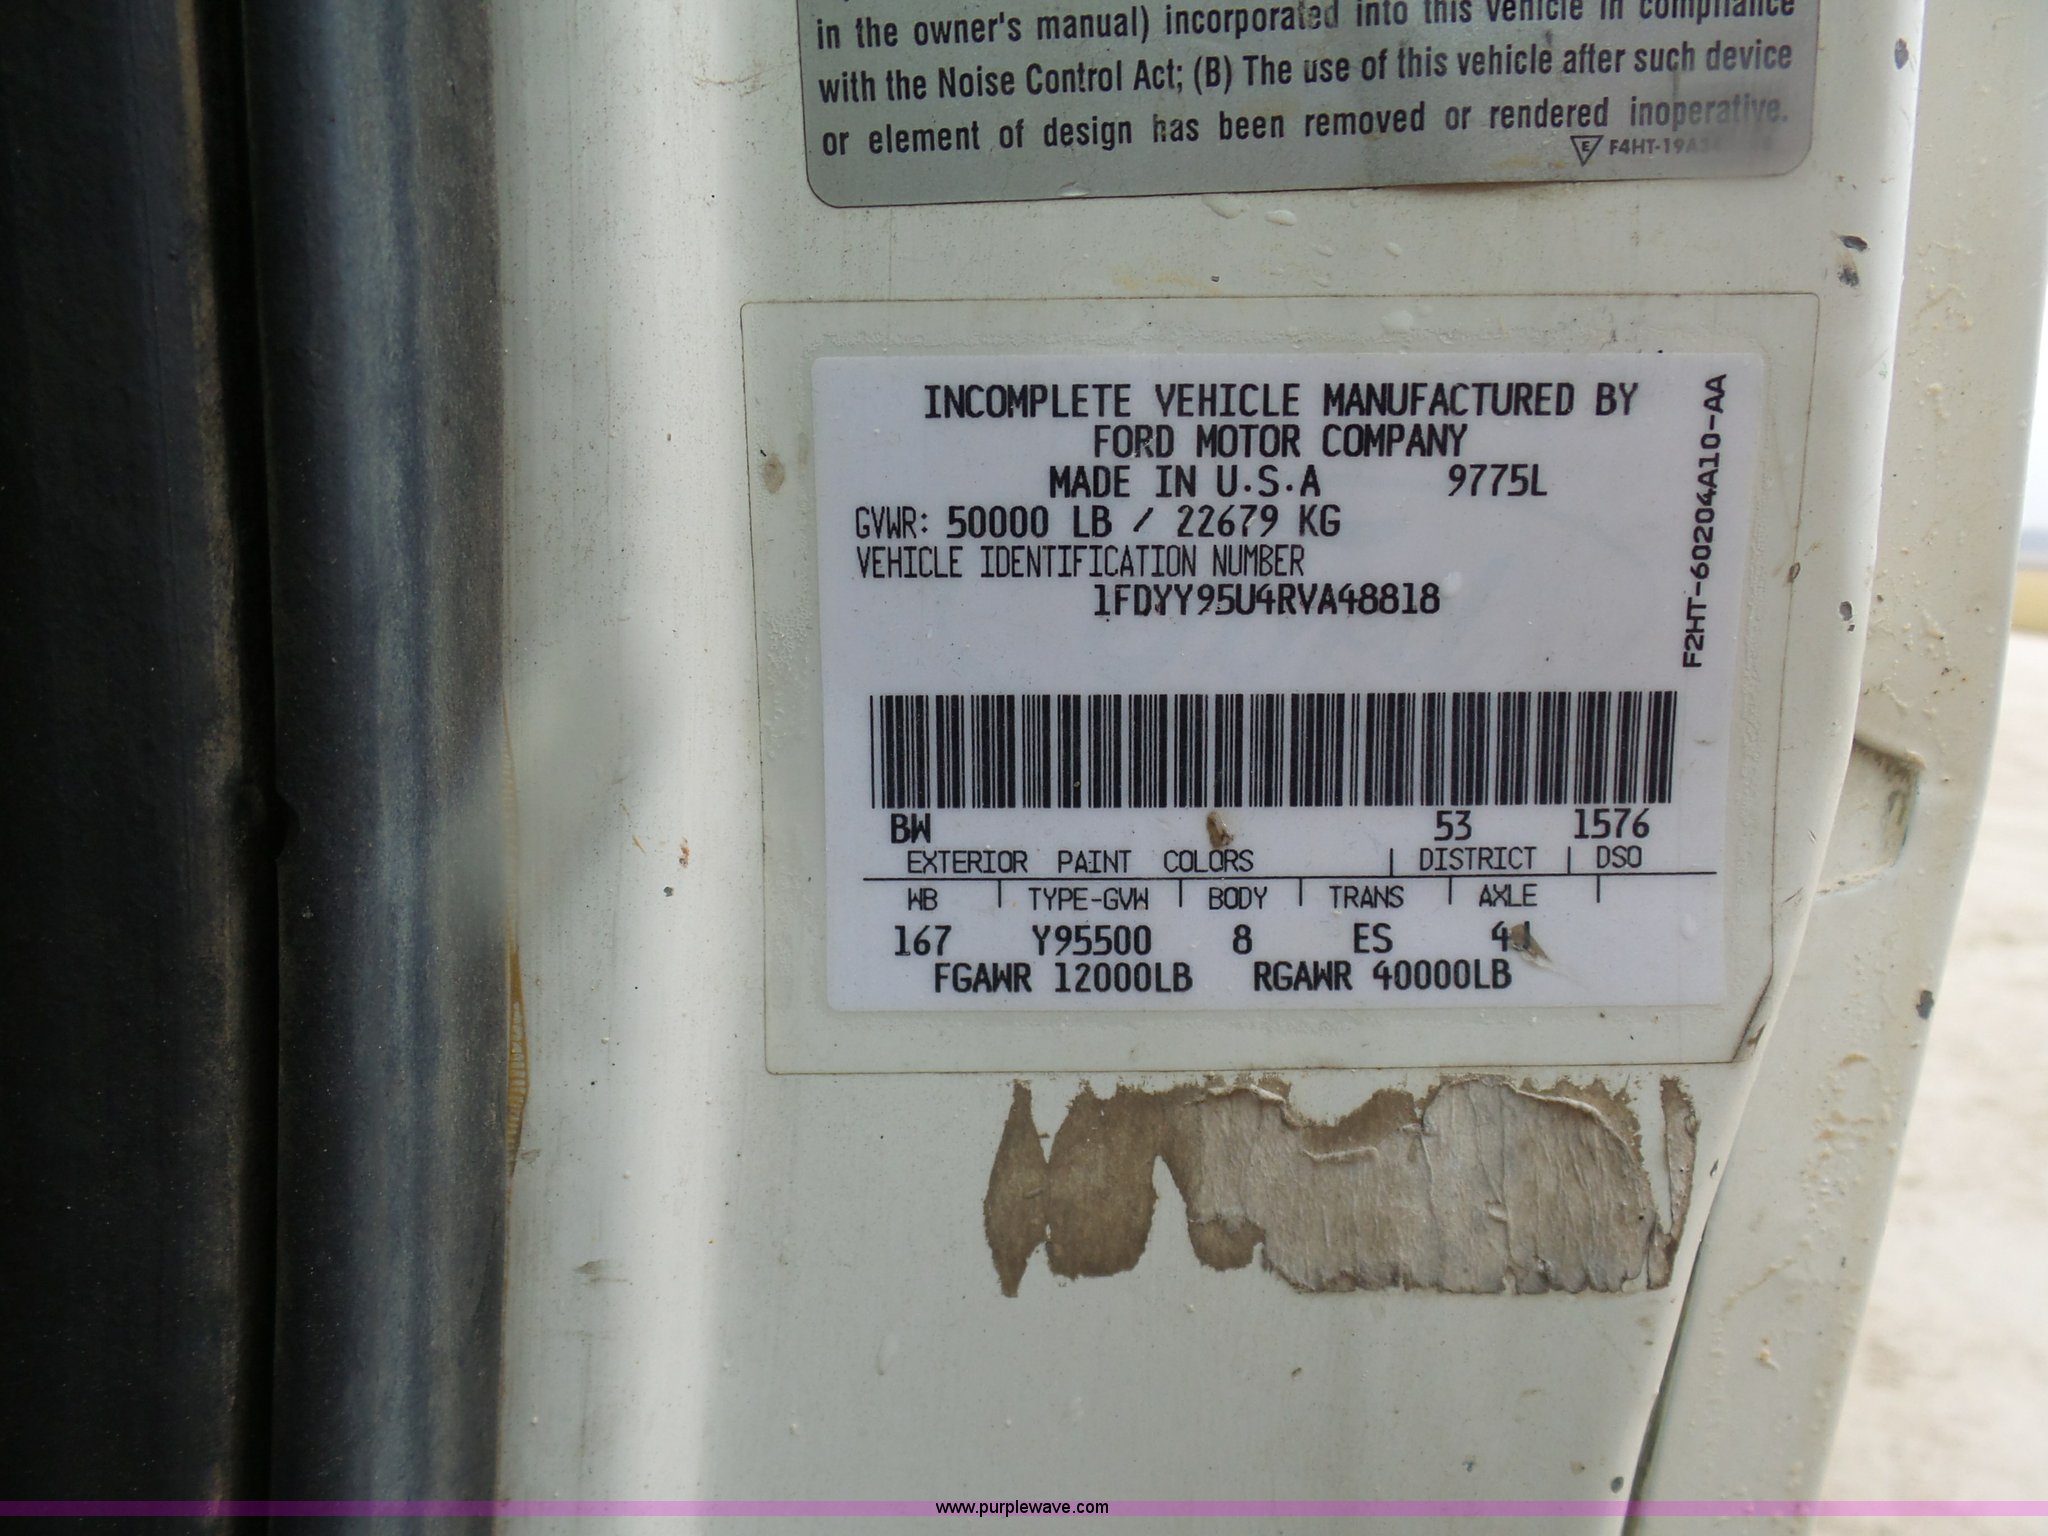 in the owner's manual) incorporated into this vehicle in compliance
with the Noise Control Act; (B) The use of this vehicle after such device
or element of design has been removed or rendered inoperative.
E
INCOMPLETE VEHICLE MANUFACTURED BY
FORD MOTOR COMPANY
MADE IN U.S.A 9775L
GVWR: 50000 LB / 22679 KG
VEHICLE IDENTIFICATION NUMBER
1FDYY95U4RVA48818
F2HT-60204A10-AA
BW 53 1576
EXTERIOR PAINT COLORS | DISTRICT | DSO
WB | TYPE-GVW | BODY | TRANS | AXLE |
167 Y95500 8 ES
FGAWR 12000LB RGAWR 40000LB
www.purplewave.com